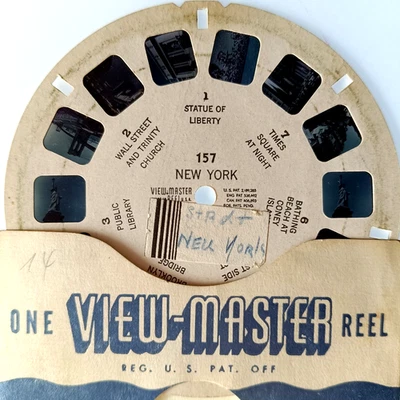 1
STATUE OF
LIBERTY
2
WALL STREET
AND TRINITY
CHURCH
7
TIMES
SQUARE
AT NIGHT
157
NEW YORK
3
PUBLIC
LIBRARY
VIEW-MASTER
6
BATHING
BEACH AT
CONEY
Stadt
New York
BROOKLYN
BRIDGE
ST SIDE
14
ONE VIEW-MASTER REEL
REG. U. S. PAT. OFF